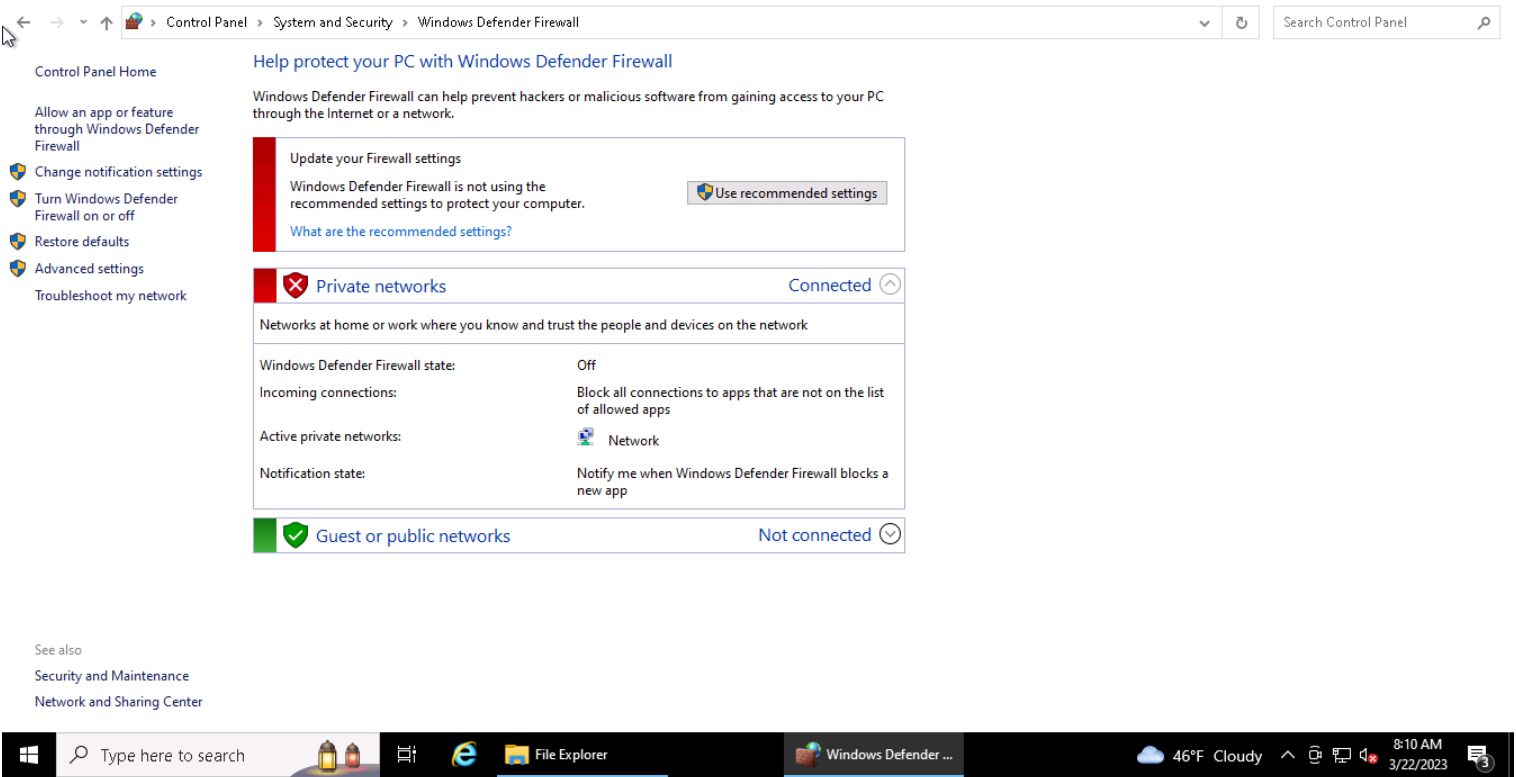 Control Panel > System and Security > Windows Defender Firewall
Search Control Panel
Control Panel Home
Allow an app or feature
through Windows Defender
Firewall
Change notification settings
Turn Windows Defender
Firewall on or off
Restore defaults
Advanced settings
Troubleshoot my network
Help protect your PC with Windows Defender Firewall
Windows Defender Firewall can help prevent hackers or malicious software from gaining access to your PC
through the Internet or a network.
Update your Firewall settings
Windows Defender Firewall is not using the
recommended settings to protect your computer.
Use recommended settings
What are the recommended settings?
Private networks Connected
Networks at home or work where you know and trust the people and devices on the network
Windows Defender Firewall state: Off
Incoming connections: Block all connections to apps that are not on the list
of allowed apps
Active private networks: Network
Notification state: Notify me when Windows Defender Firewall blocks a
new app
Guest or public networks Not connected
See also
Security and Maintenance
Network and Sharing Center
Type here to search
File Explorer
Windows Defender ...
46°F Cloudy
8:10 AM
3/22/2023
3